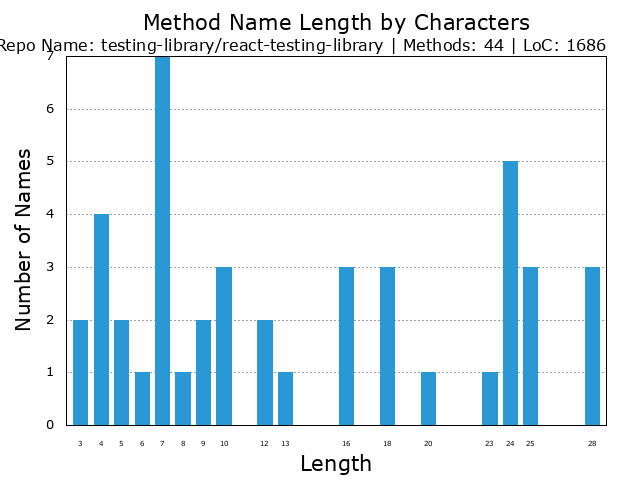 Method Name Length by Characters
Repo Name: testing-library/react-testing-library | Methods: 44 | LoC: 1686
7
6
5
4
3
2
1
0
Number of Names
3 4 5 6 7 8 9 10 12 13 16 18 20 23 24 25 28
Length